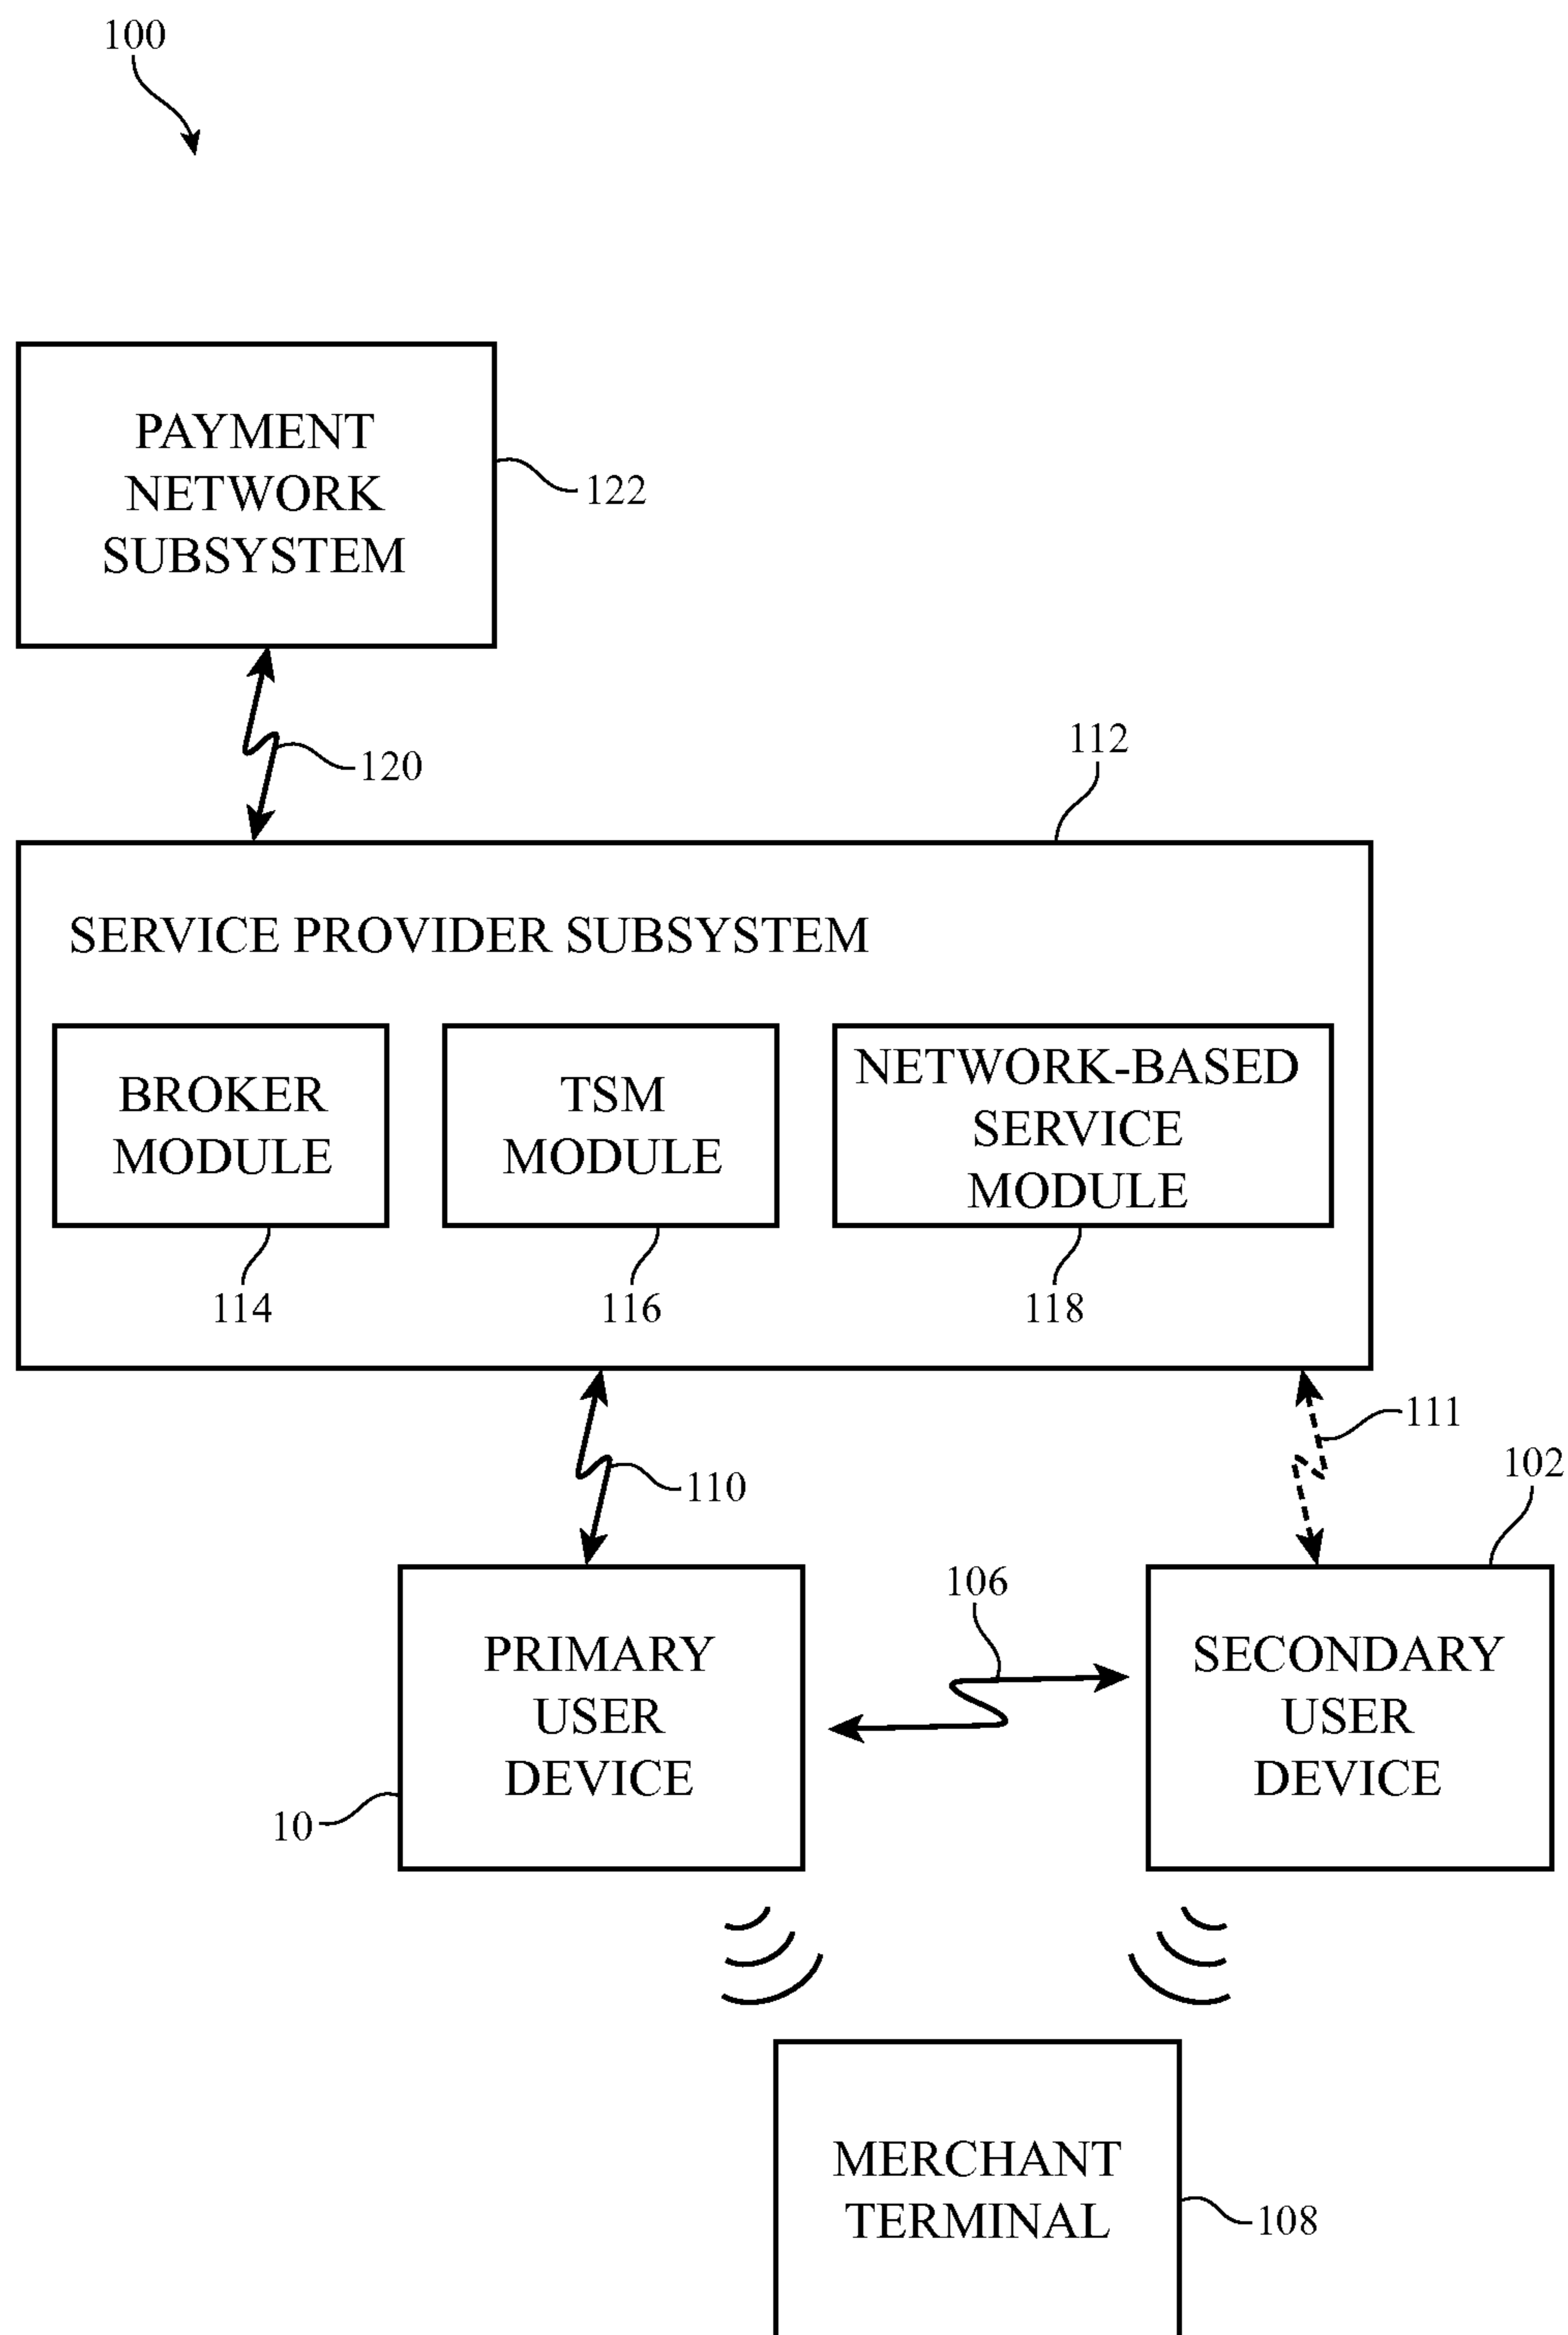 100
PAYMENT
NETWORK
SUBSYSTEM
122
120
112
SERVICE PROVIDER SUBSYSTEM
BROKER
MODULE
TSM
MODULE
NETWORK-BASED
SERVICE
MODULE
114
116
118
110
111
102
106
PRIMARY
USER
DEVICE
10
SECONDARY
USER
DEVICE
MERCHANT
TERMINAL
108